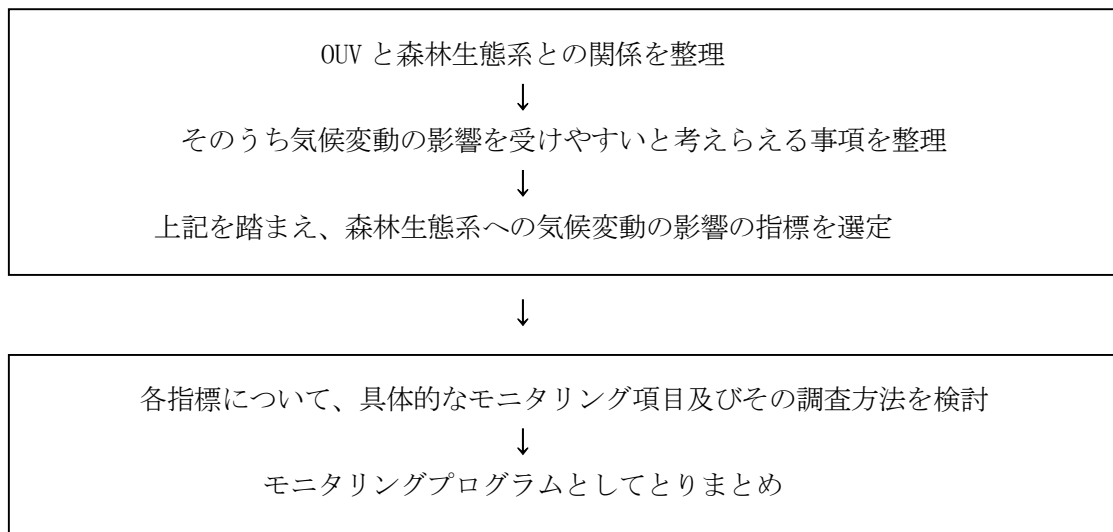 OUV と森林生態系との関係を整理
↓
そのうち気候変動の影響を受けやすいと考えらえる事項を整理
↓
上記を踏まえ、森林生態系への気候変動の影響の指標を選定
↓
各指標について、具体的なモニタリング項目及びその調査方法を検討
↓
モニタリングプログラムとしてとりまとめ